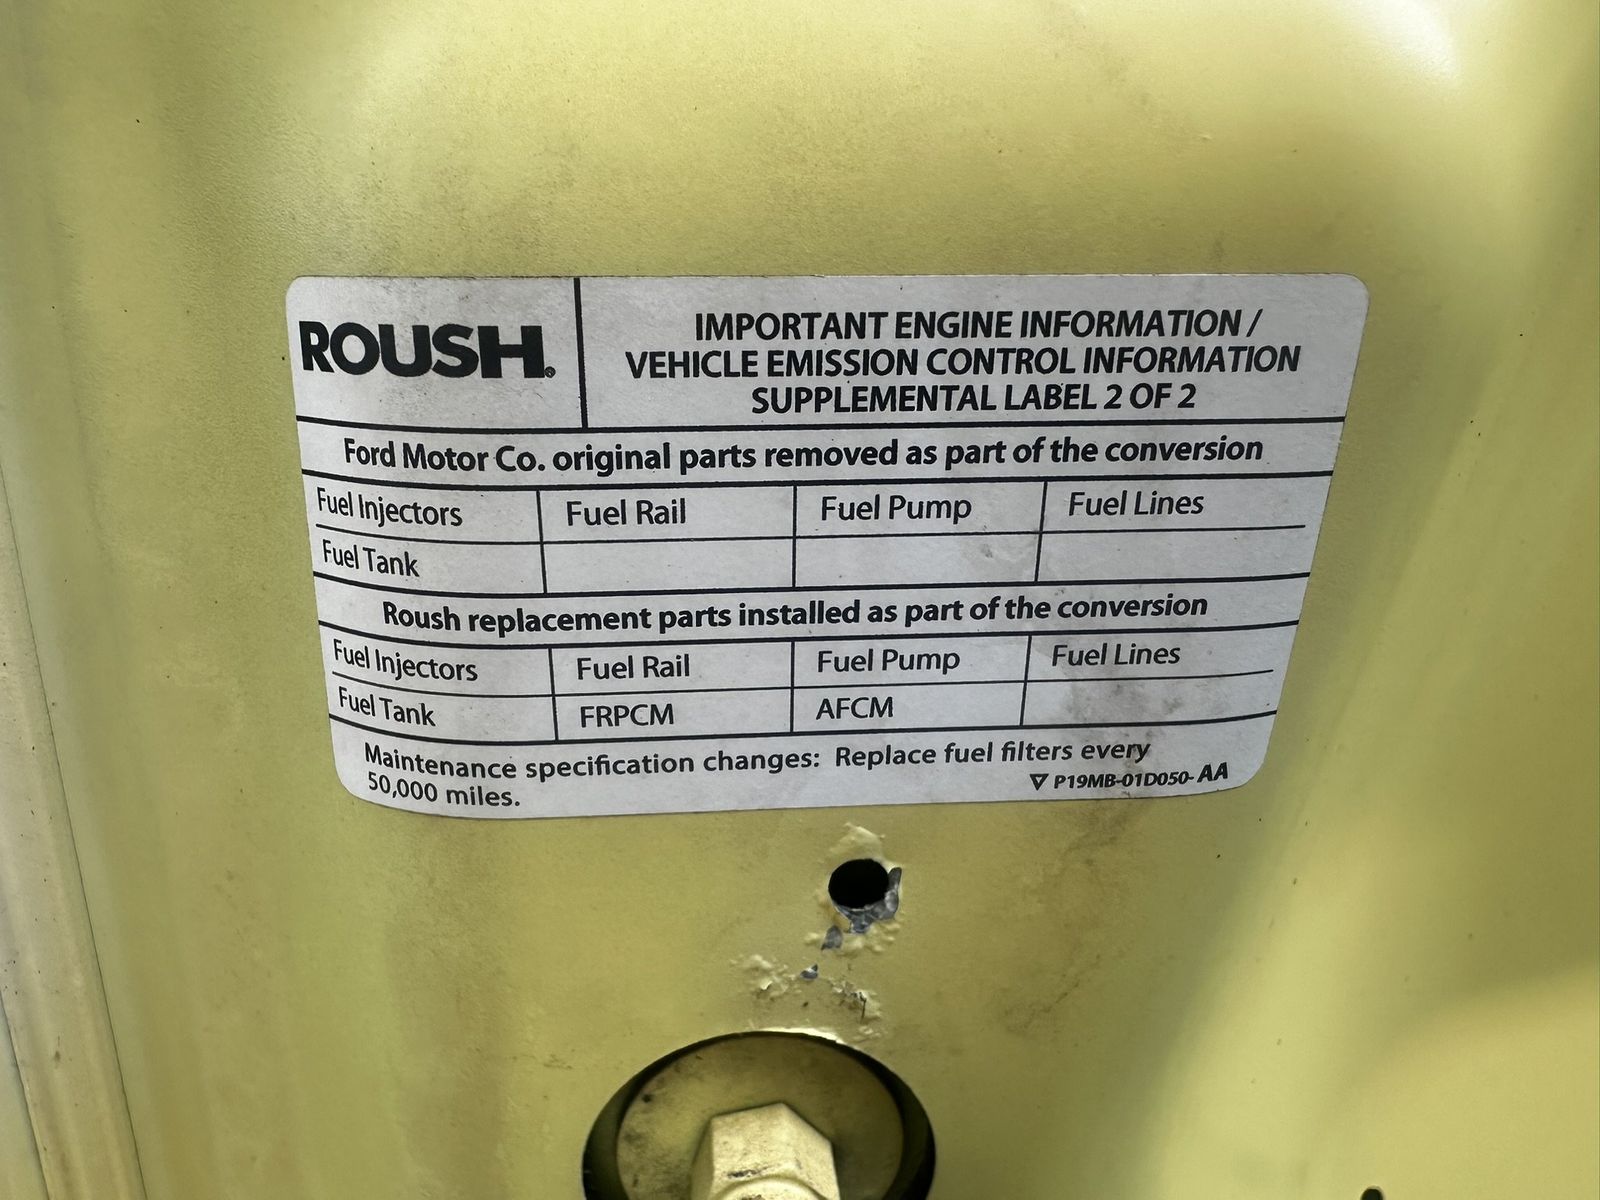 ROUSH®
IMPORTANT ENGINE INFORMATION /
VEHICLE EMISSION CONTROL INFORMATION
SUPPLEMENTAL LABEL 2 OF 2
Ford Motor Co. original parts removed as part of the conversion
Fuel Injectors Fuel Rail Fuel Pump Fuel Lines
Fuel Tank
Roush replacement parts installed as part of the conversion
Fuel Injectors Fuel Rail Fuel Pump Fuel Lines
Fuel Tank FRPCM AFCM
Maintenance specification changes: Replace fuel filters every
50,000 miles.
P19MB-01D050-AA